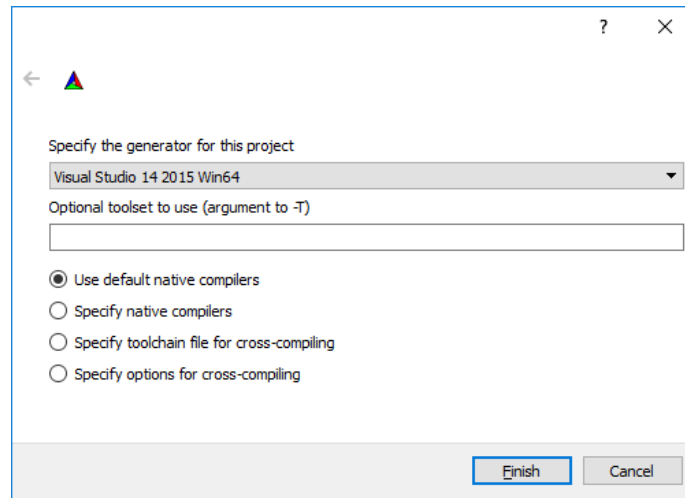 ?
Specify the generator for this project
Visual Studio 14 2015 Win64
Optional toolset to use (argument to -T)
Use default native compilers
Specify native compilers
Specify toolchain file for cross-compiling
Specify options for cross-compiling
Finish Cancel